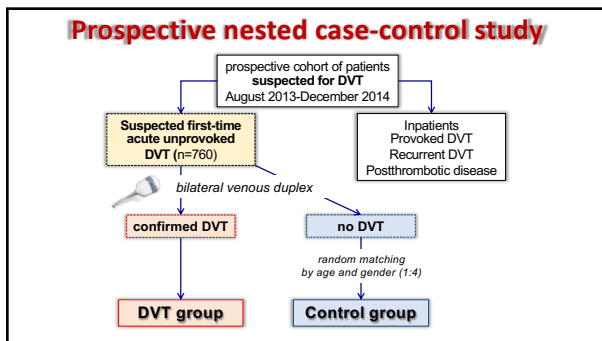 Prospective nested case-control study
prospective cohort of patients
suspected for DVT
August 2013-December 2014
Suspected first-time
acute unprovoked
DVT (n=760)
Inpatients
Provoked DVT
Recurrent DVT
Postthrombotic disease
bilateral venous duplex
confirmed DVT
no DVT
random matching
by age and gender (1:4)
DVT group
Control group